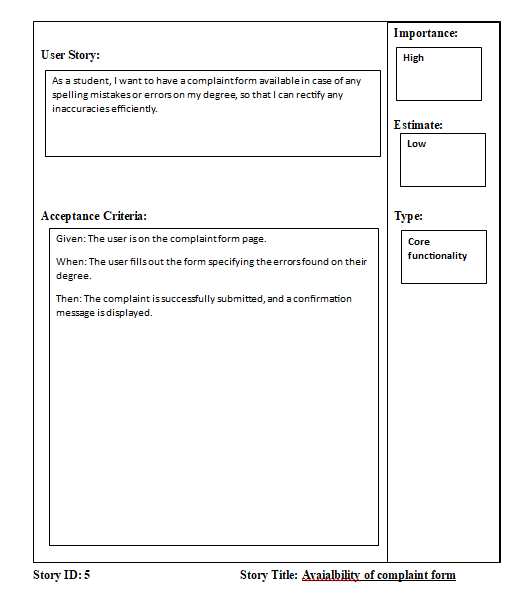 Importance:
High
User Story:
As a student, I want to have a complaint form available in case of any
spelling mistakes or errors on my degree, so that I can rectify any
inaccuracies efficiently.
Estimate:
Low
Acceptance Criteria:
Type:
Given: The user is on the complaint form page.
When: The user fills out the form specifying the errors found on their
degree.
Then: The complaint is successfully submitted, and a confirmation
message is displayed.
Core
functionality
Story ID: 5
Story Title: Avaialbility of complaint form